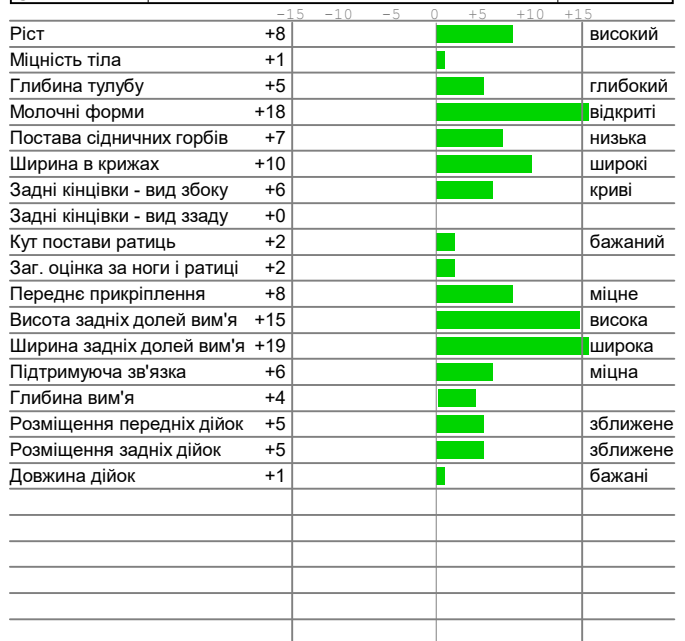 -15 -10 -5 0 +5 +10 +15
Ріст +8 високий
Міцність тіла +1
Глибина тулубу +5 глибокий
Молочні форми +18 відкриті
Постава сідничних горбів +7 низька
Ширина в крижах +10 широкі
Задні кінцівки - вид збоку +6 криві
Задні кінцівки - вид ззаду +0
Кут постави ратиць +2 бажаний
Заг. оцінка за ноги і ратиці +2
Переднє прикріплення +8 міцне
Висота задніх долей вим'я +15 висока
Ширина задніх долей вим'я +19 широка
Підтримуюча зв'язка +6 міцна
Глибина вим'я +4
Розміщення передніх дійок +5 зближене
Розміщення задніх дійок +5 зближене
Довжина дійок +1 бажані